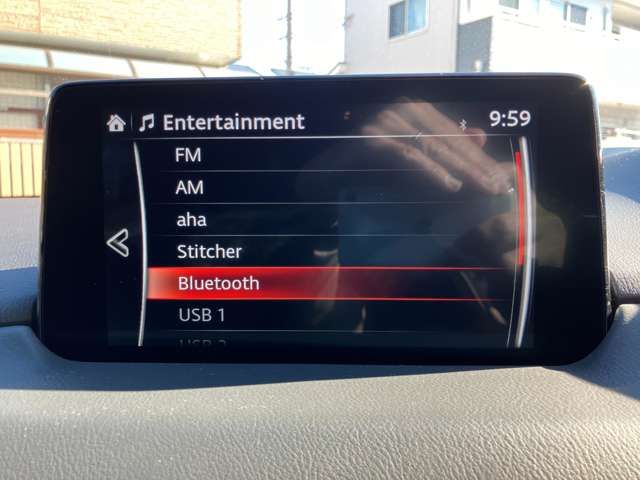 Entertainment 9:59
FM
AM
aha
Stitcher
Bluetooth
USB 1